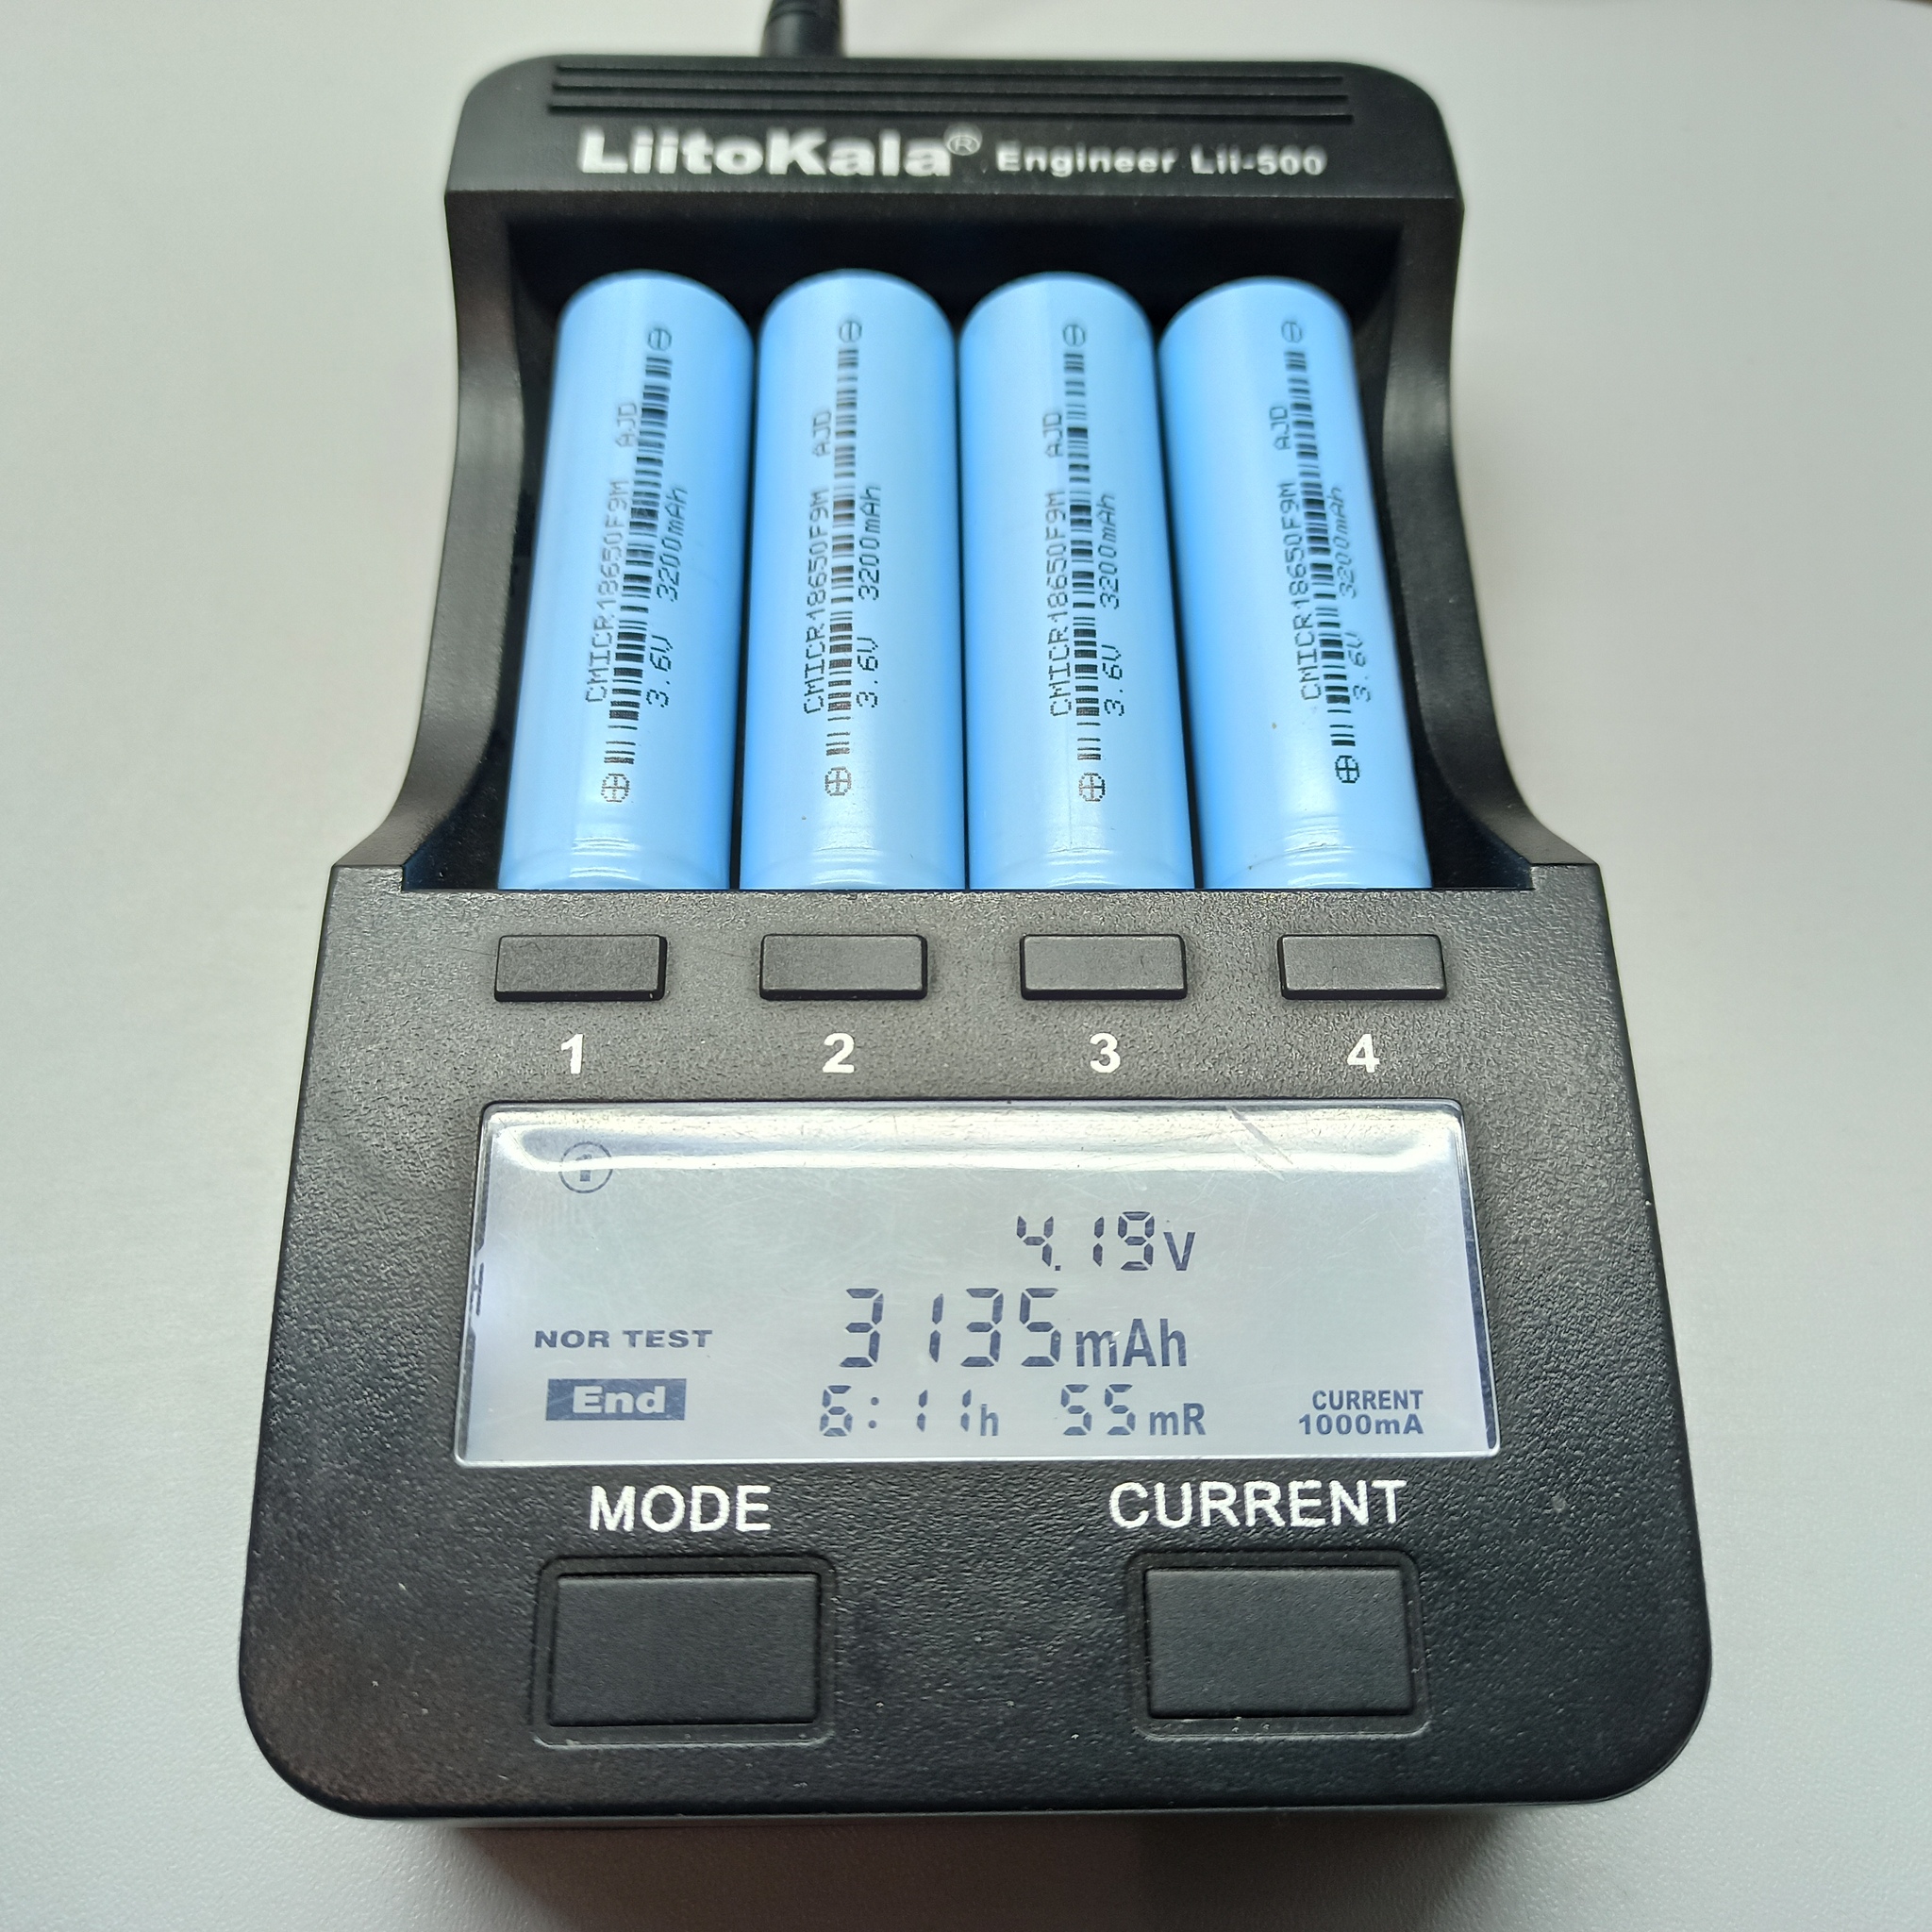 LiitoKala® Engineer Lii-500
CMICR18650F9M AJD
3.6V 3200mAh
CMICR18650F9M AJD
3.6V 3200mAh
CMICR18650F9M AJD
3.6V 3200mAh
CMICR18650F9M AJD
3.6V 3200mAh
1 2 3 4
1
4.19V
NOR TEST 3135mAh
End 6:11h 55mR CURRENT
1000mA
MODE CURRENT